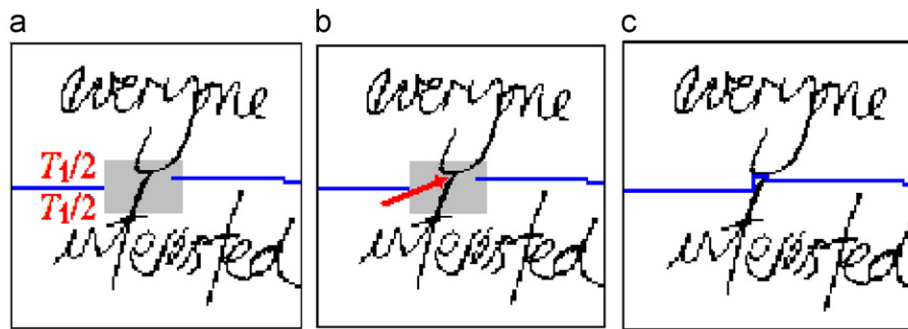 a b c
everyone everyone everyone
T1/2 T1/2
interested interested interested